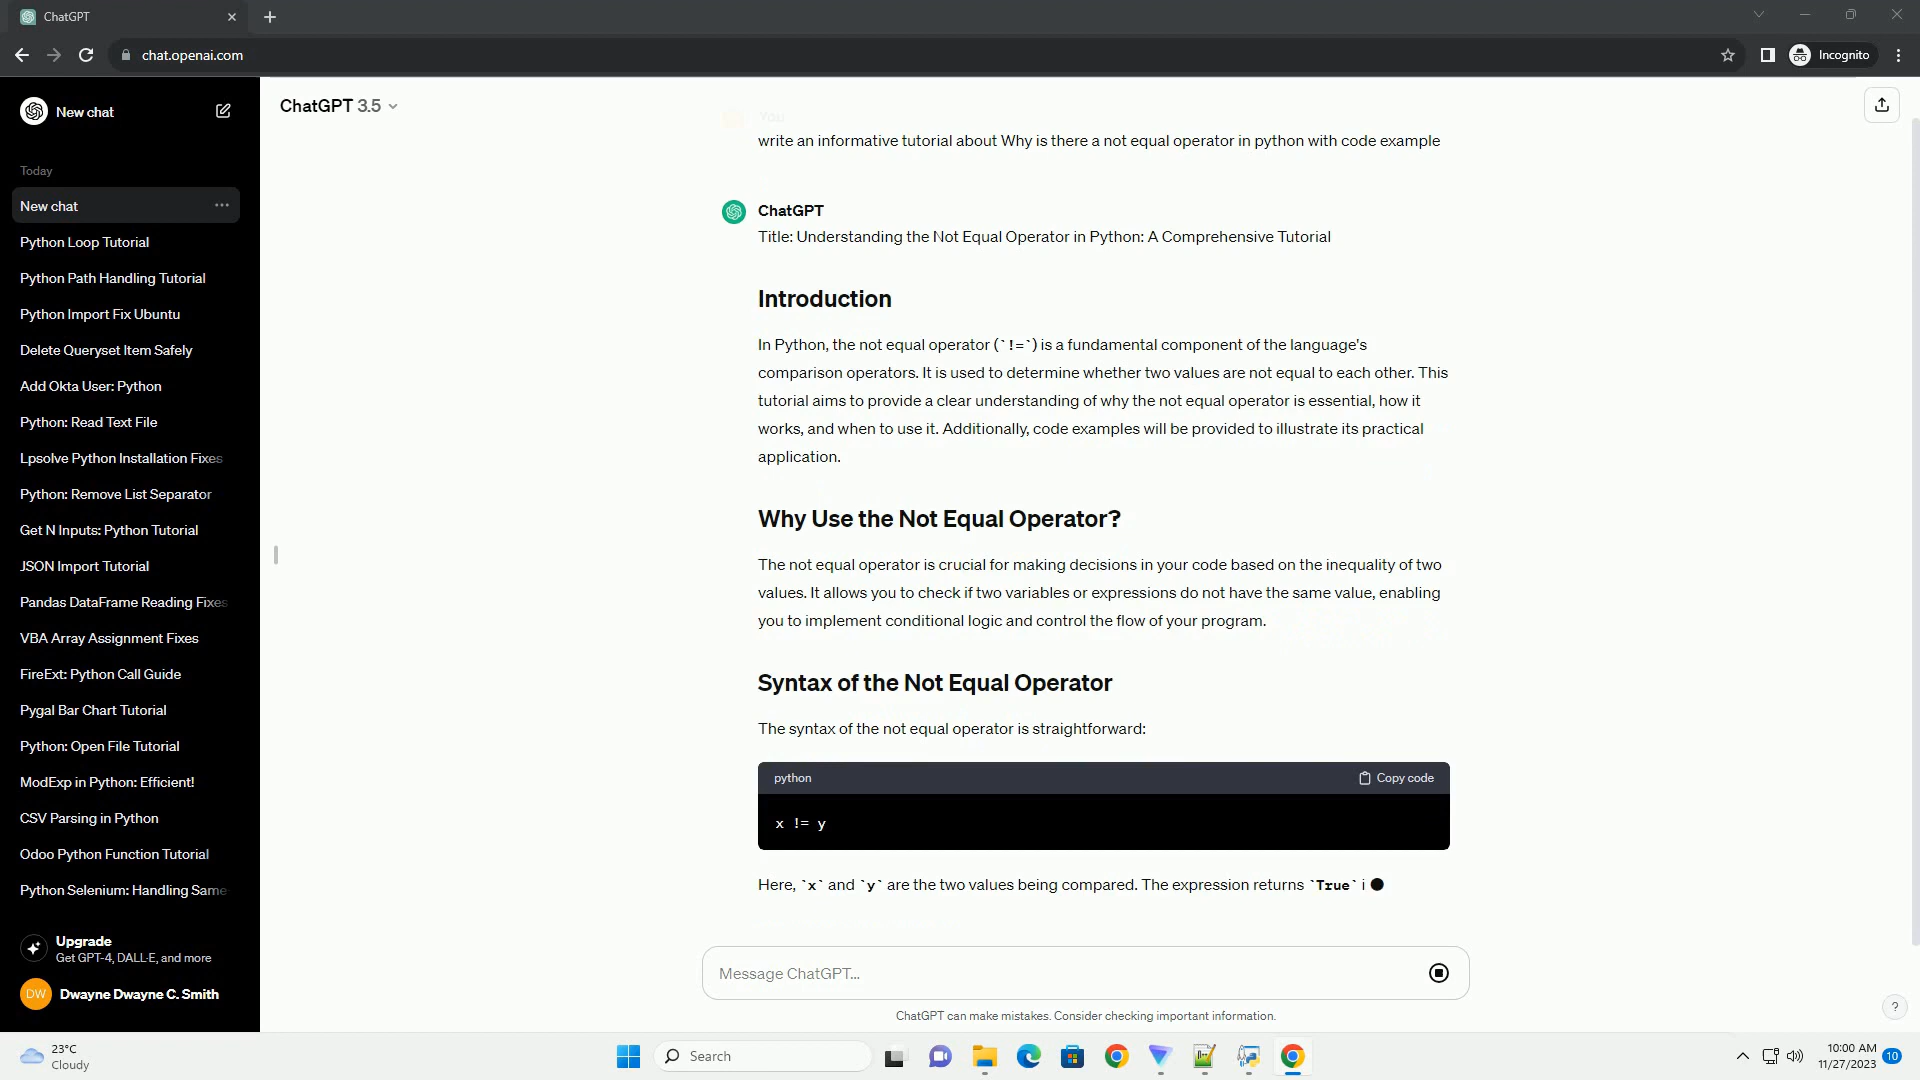 ChatGPT
chat.openai.com
Incognito
New chat
Today
New chat
Python Loop Tutorial
Python Path Handling Tutorial
Python Import Fix Ubuntu
Delete Queryset Item Safely
Add Okta User: Python
Python: Read Text File
Lpsolve Python Installation Fixes
Python: Remove List Separator
Get N Inputs: Python Tutorial
JSON Import Tutorial
Pandas DataFrame Reading Fixes
VBA Array Assignment Fixes
FireExt: Python Call Guide
Pygal Bar Chart Tutorial
Python: Open File Tutorial
ModExp in Python: Efficient!
CSV Parsing in Python
Odoo Python Function Tutorial
Python Selenium: Handling Same
Upgrade
Get GPT-4, DALL·E, and more
DW
Dwayne Dwayne C. Smith
ChatGPT 3.5
You
write an informative tutorial about Why is there a not equal operator in python with code example
ChatGPT
Title: Understanding the Not Equal Operator in Python: A Comprehensive Tutorial
Introduction
In Python, the not equal operator (`!=`) is a fundamental component of the language's
comparison operators. It is used to determine whether two values are not equal to each other. This
tutorial aims to provide a clear understanding of why the not equal operator is essential, how it
works, and when to use it. Additionally, code examples will be provided to illustrate its practical
application.
Why Use the Not Equal Operator?
The not equal operator is crucial for making decisions in your code based on the inequality of two
values. It allows you to check if two variables or expressions do not have the same value, enabling
you to implement conditional logic and control the flow of your program.
Syntax of the Not Equal Operator
The syntax of the not equal operator is straightforward:
python
Copy code
x != y
Here, `x` and `y` are the two values being compared. The expression returns `True` i
Message ChatGPT...
ChatGPT can make mistakes. Consider checking important information.
?
23°C
Cloudy
Search
10:00 AM
11/27/2023
10